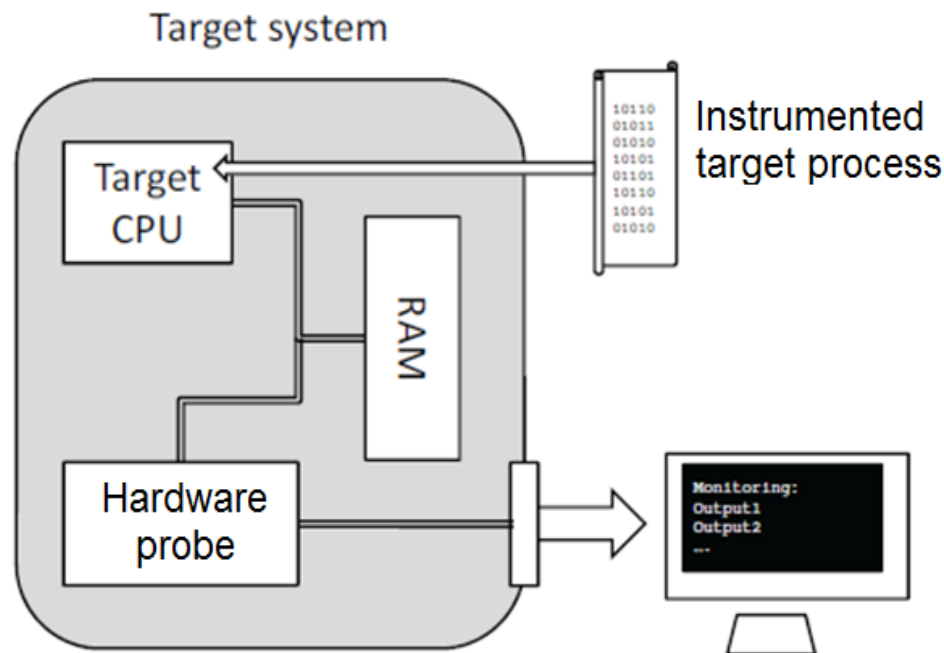 Target system
Target
CPU
10110
01011
01010
10101
01101
10110
10101
01010
Instrumented
target process
RAM
Hardware
probe
Monitoring:
Output1
Output2
...